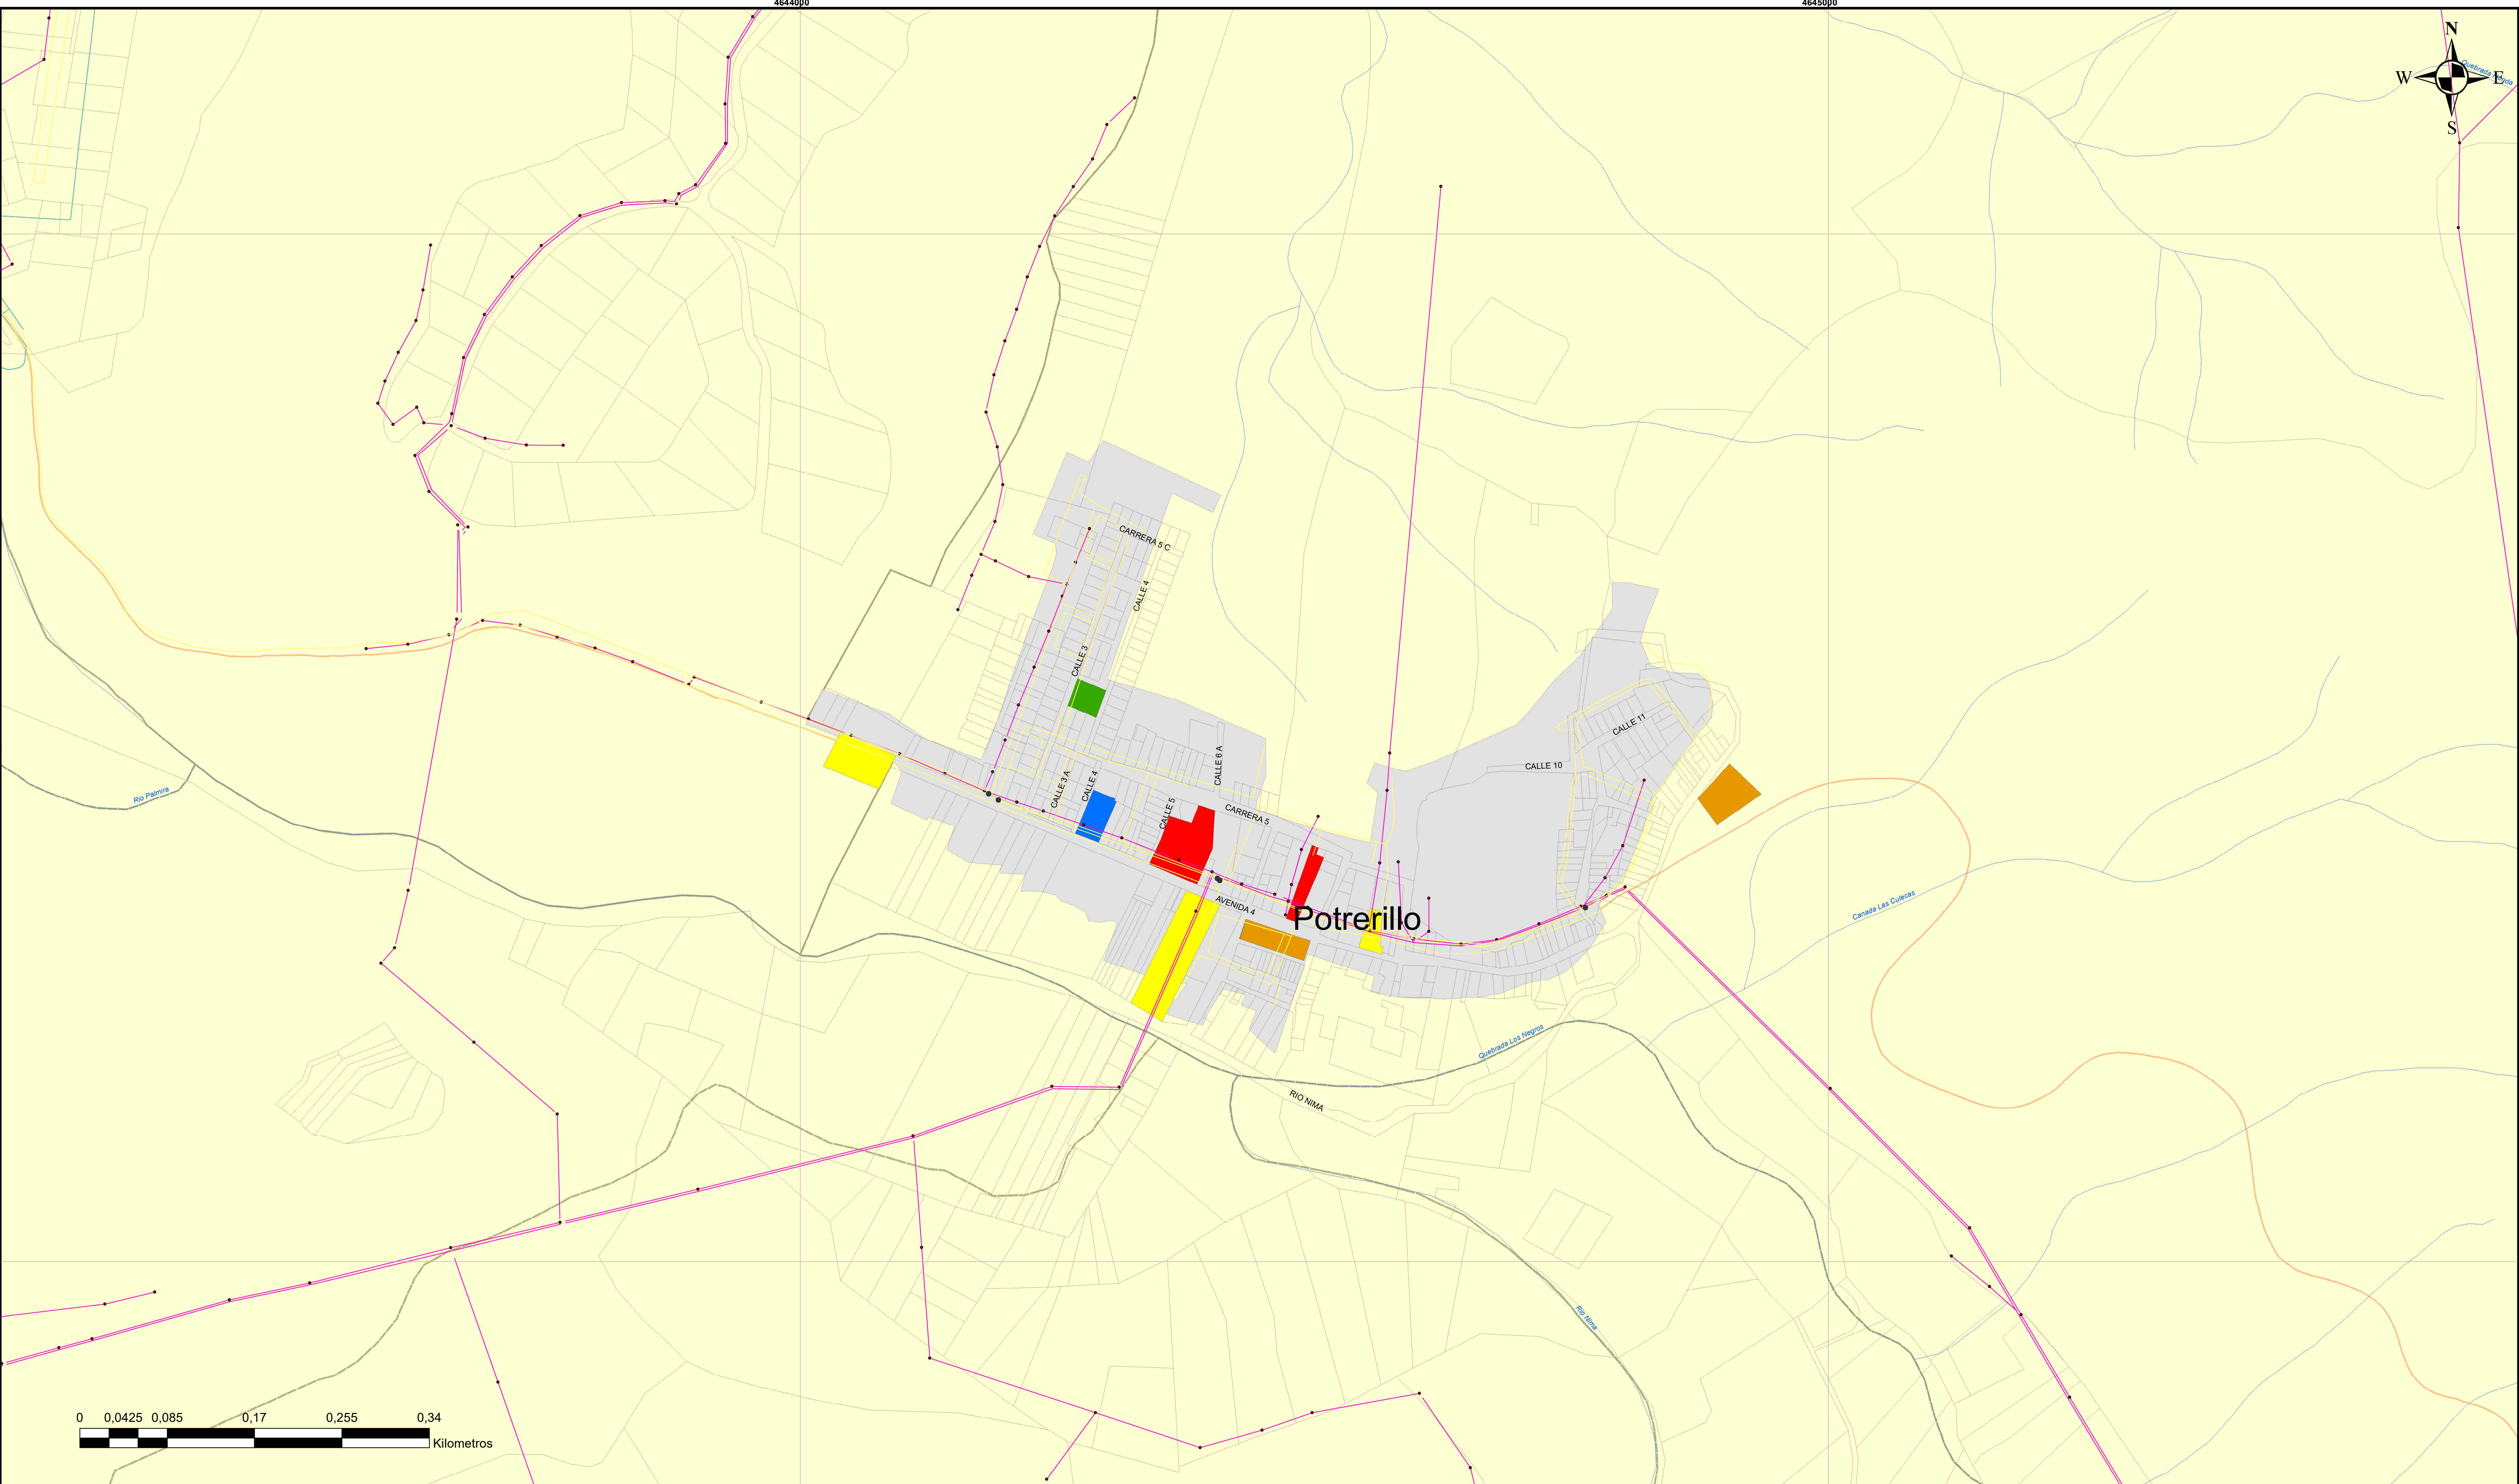 4644000
4645000
N
W
E
S
CARRERA 5 C
CALLE 4
CALLE 3
CALLE 11
CALLE 6 A
CALLE 10
CALLE 3 A
CALLE 4
CALLE 5
CARRERA 5
Rio Palmira
AVENIDA 4
Potrerillo
Canada Las Culecas
Quebrada Los Negros
RIO NIMA
Rio Nima
0 0,0425 0,085 0,17 0,255 0,34
Kilometros
Quebrada